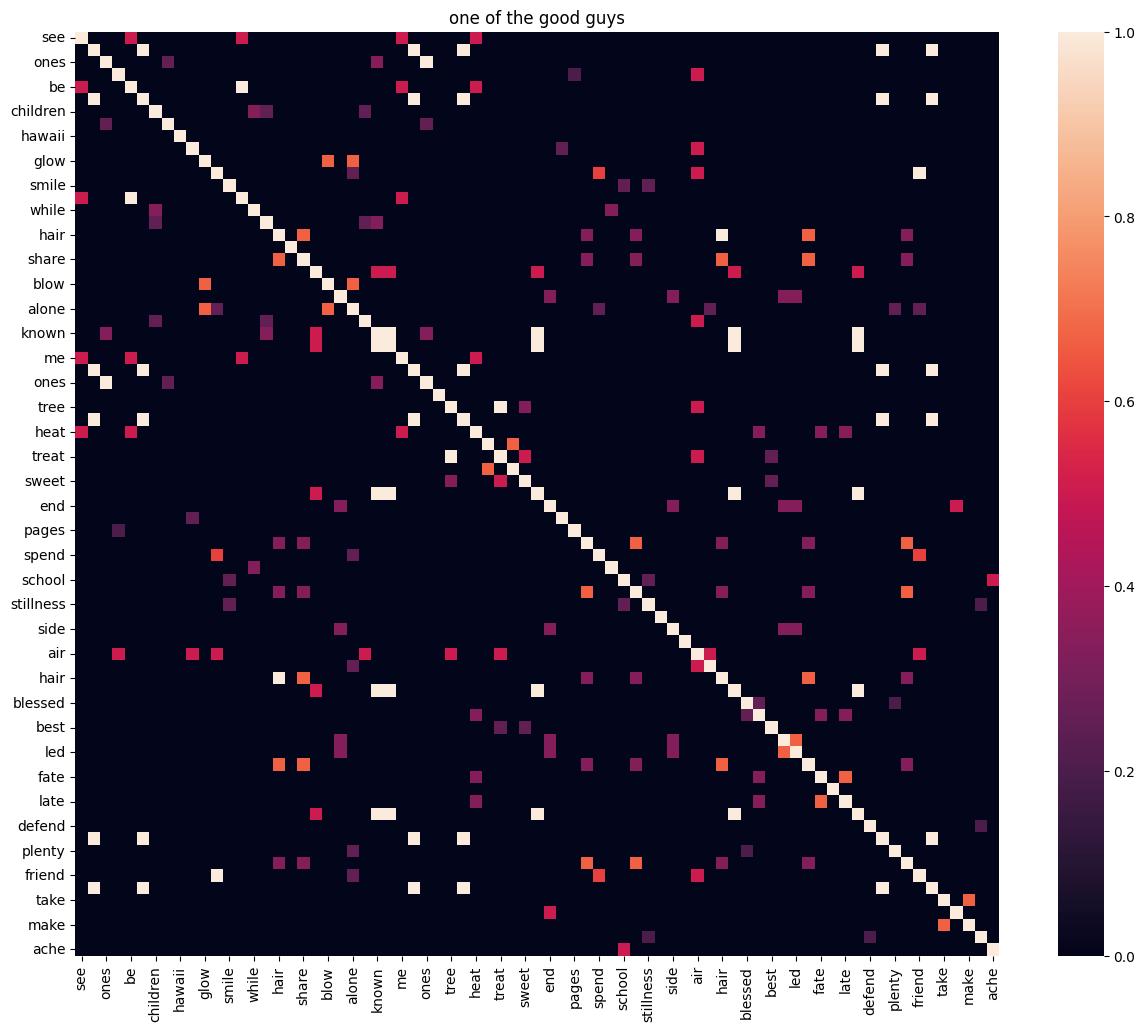 one of the good guys
see
ones
be
children
hawaii
glow
smile
while
hair
share
blow
alone
known
me
ones
tree
heat
treat
sweet
end
pages
spend
school
stillness
side
air
hair
blessed
best
led
fate
late
defend
plenty
friend
take
make
ache
see
ones
be
children
hawaii
glow
smile
while
hair
share
blow
alone
known
me
ones
tree
heat
treat
sweet
end
pages
spend
school
stillness
side
air
hair
blessed
best
led
fate
late
defend
plenty
friend
take
make
ache
1.0
0.8
0.6
0.4
0.2
0.0